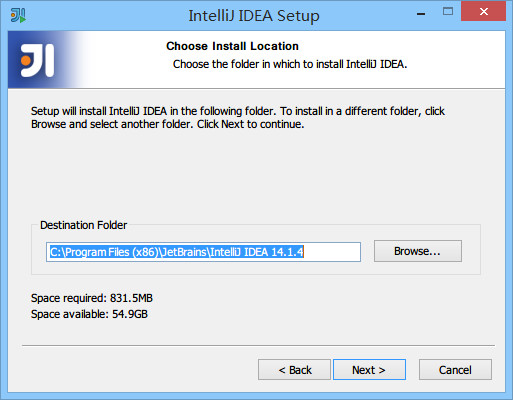 IntelliJ IDEA Setup
Choose Install Location
Choose the folder in which to install IntelliJ IDEA.
Setup will install IntelliJ IDEA in the following folder. To install in a different folder, click
Browse and select another folder. Click Next to continue.
Destination Folder
C:\Program Files (x86)\JetBrains\IntelliJ IDEA 14.1.4
Browse...
Space required: 831.5MB
Space available: 54.9GB
< Back
Next >
Cancel